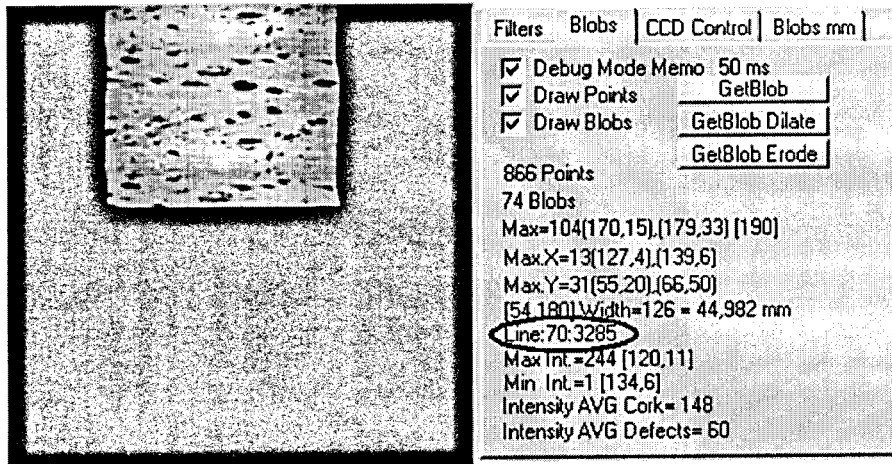 Filters Blobs CCD Control Blobs mm
Debug Mode Memo 50 ms
GetBlob
Draw Points
Draw Blobs
GetBlob Dilate
GetBlob Erode
866 Points
74 Blobs
Max=104(170,15),(179,33) [190]
Max.X=13(127,4),(139,6)
Max.Y=31(55,20),(66,50)
[54,180] Width=126 = 44,982 mm
Line:70:3285
Max Int.=244 [120,11]
Min Int.=1 [134,6]
Intensity AVG Cork= 148
Intensity AVG Defects= 60